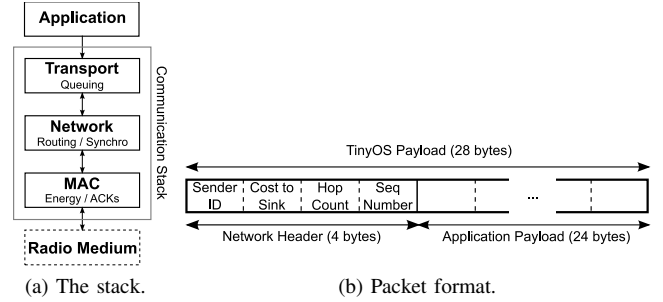 Application
Transport
Queuing
Network
Routing / Synchro
MAC
Energy / ACKs
Radio Medium
Communication Stack
(a) The stack.
TinyOS Payload (28 bytes)
Sender ID
Cost to Sink
Hop Count
Seq Number
...
Network Header (4 bytes)
Application Payload (24 bytes)
(b) Packet format.